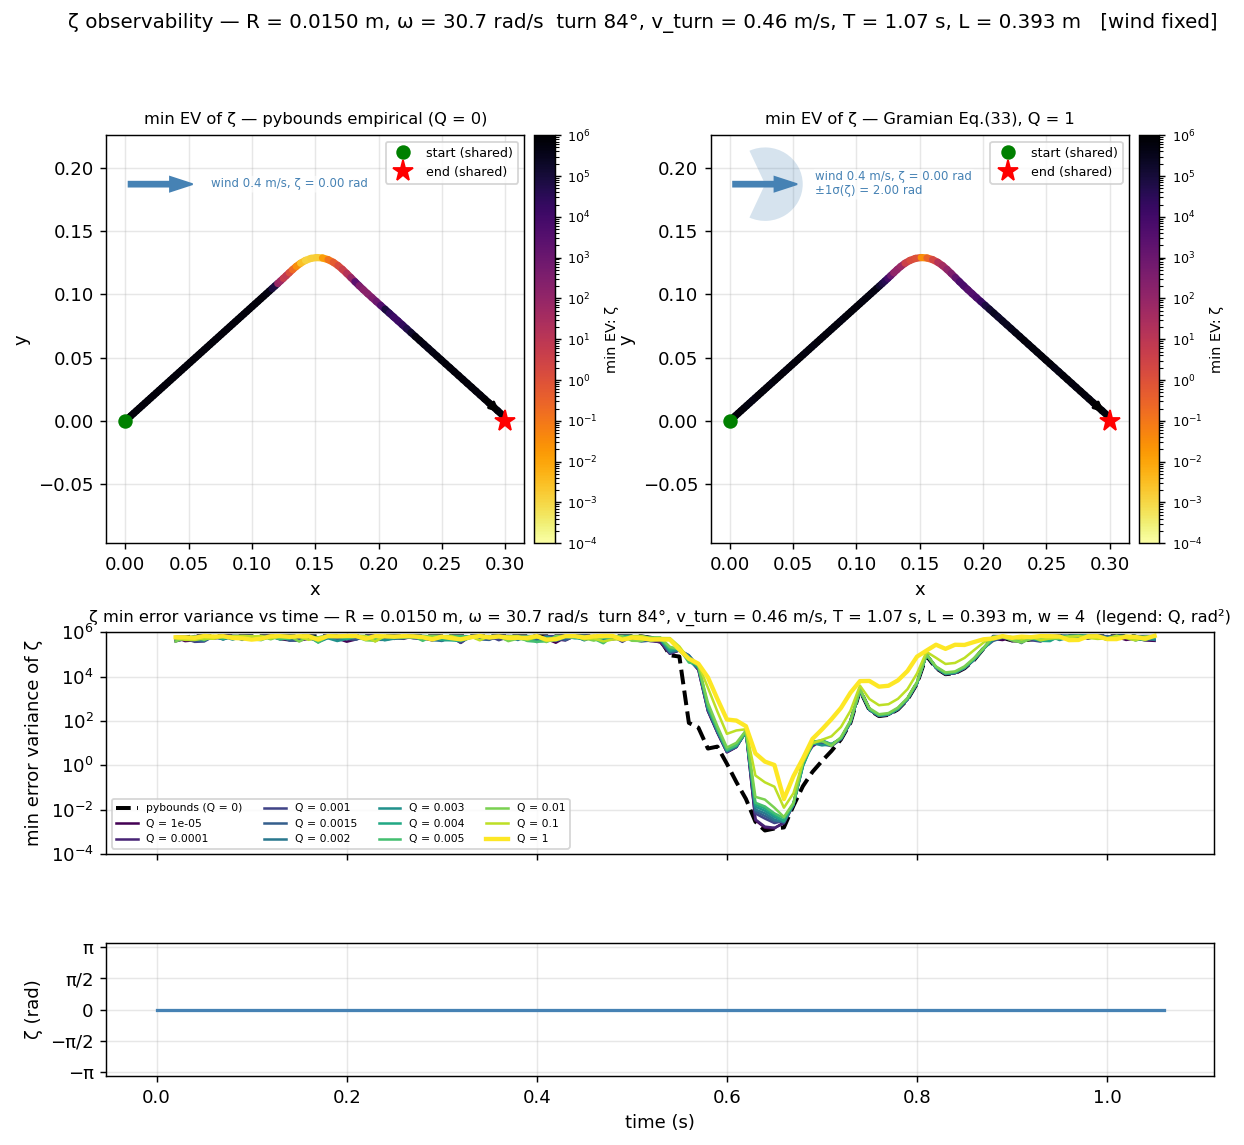 ζ observability — R = 0.0150 m, ω = 30.7 rad/s  turn 84°, v_turn = 0.46 m/s, T = 1.07 s, L = 0.393 m   [wind fixed]
min EV of ζ — pybounds empirical (Q = 0)
start (shared)
end (shared)
wind 0.4 m/s, ζ = 0.00 rad
0.20
0.15
0.10
0.05
0.00
−0.05
y
0.00 0.05 0.10 0.15 0.20 0.25 0.30
x
10⁶
10⁵
10⁴
10³
10²
10¹
10⁰
10⁻¹
10⁻²
10⁻³
10⁻⁴
min EV: ζ
min EV of ζ — Gramian Eq.(33), Q = 1
start (shared)
end (shared)
wind 0.4 m/s, ζ = 0.00 rad
±1σ(ζ) = 2.00 rad
0.20
0.15
0.10
0.05
0.00
−0.05
y
0.00 0.05 0.10 0.15 0.20 0.25 0.30
x
10⁶
10⁵
10⁴
10³
10²
10¹
10⁰
10⁻¹
10⁻²
10⁻³
10⁻⁴
min EV: ζ
ζ min error variance vs time — R = 0.0150 m, ω = 30.7 rad/s  turn 84°, v_turn = 0.46 m/s, T = 1.07 s, L = 0.393 m, w = 4  (legend: Q, rad²)
10⁶
10⁴
10²
10⁰
10⁻²
10⁻⁴
min error variance of ζ
pybounds (Q = 0)
Q = 1e-05
Q = 0.0001
Q = 0.001
Q = 0.0015
Q = 0.002
Q = 0.003
Q = 0.004
Q = 0.005
Q = 0.01
Q = 0.1
Q = 1
π
π/2
0
−π/2
−π
ζ (rad)
0.0 0.2 0.4 0.6 0.8 1.0
time (s)